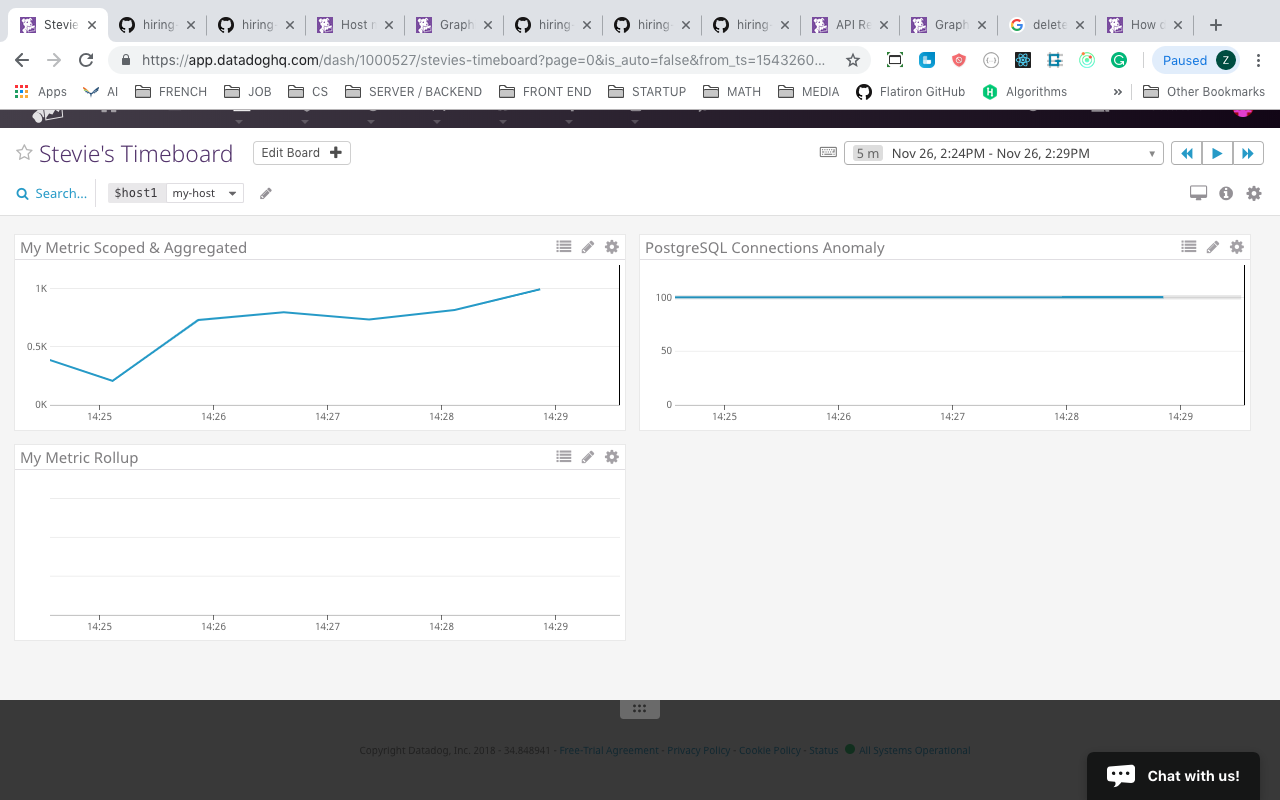 Stevie hiring- hiring- Host n Graph hiring- hiring- hiring- API Re Graph delete How c
https://app.datadoghq.com/dash/1000527/stevies-timeboard?page=0&is_auto=false&from_ts=1543260... Paused Z
Apps AI FRENCH JOB CS SERVER / BACKEND FRONT END STARTUP MATH MEDIA Flatiron GitHub Algorithms » Other Bookmarks
Stevie's Timeboard Edit Board 5 m Nov 26, 2:24PM - Nov 26, 2:29PM
Search... $host1 my-host
My Metric Scoped & Aggregated
1K
0.5K
0K
14:25 14:26 14:27 14:28 14:29
PostgreSQL Connections Anomaly
100
50
0
14:25 14:26 14:27 14:28 14:29
My Metric Rollup
14:25 14:26 14:27 14:28 14:29
Copyright Datadog, Inc. 2018 - 34.848941 - Free-Trial Agreement - Privacy Policy - Cookie Policy - Status All Systems Operational
Chat with us!